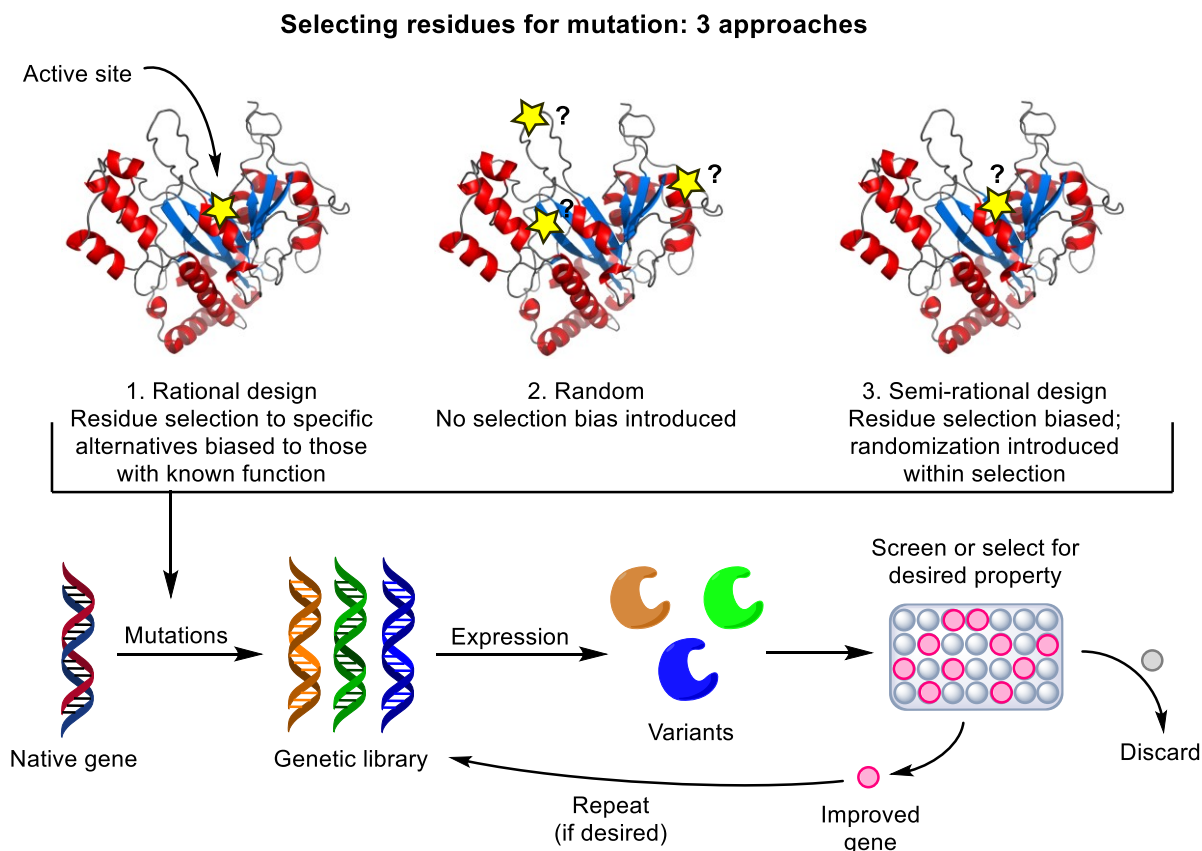 Selecting residues for mutation: 3 approaches
Active site
?
?
?
?
1. Rational design
Residue selection to specific
alternatives biased to those
with known function
2. Random
No selection bias introduced
3. Semi-rational design
Residue selection biased;
randomization introduced
within selection
Mutations
Native gene
Genetic library
Expression
Variants
Screen or select for
desired property
Discard
Improved
gene
Repeat
(if desired)